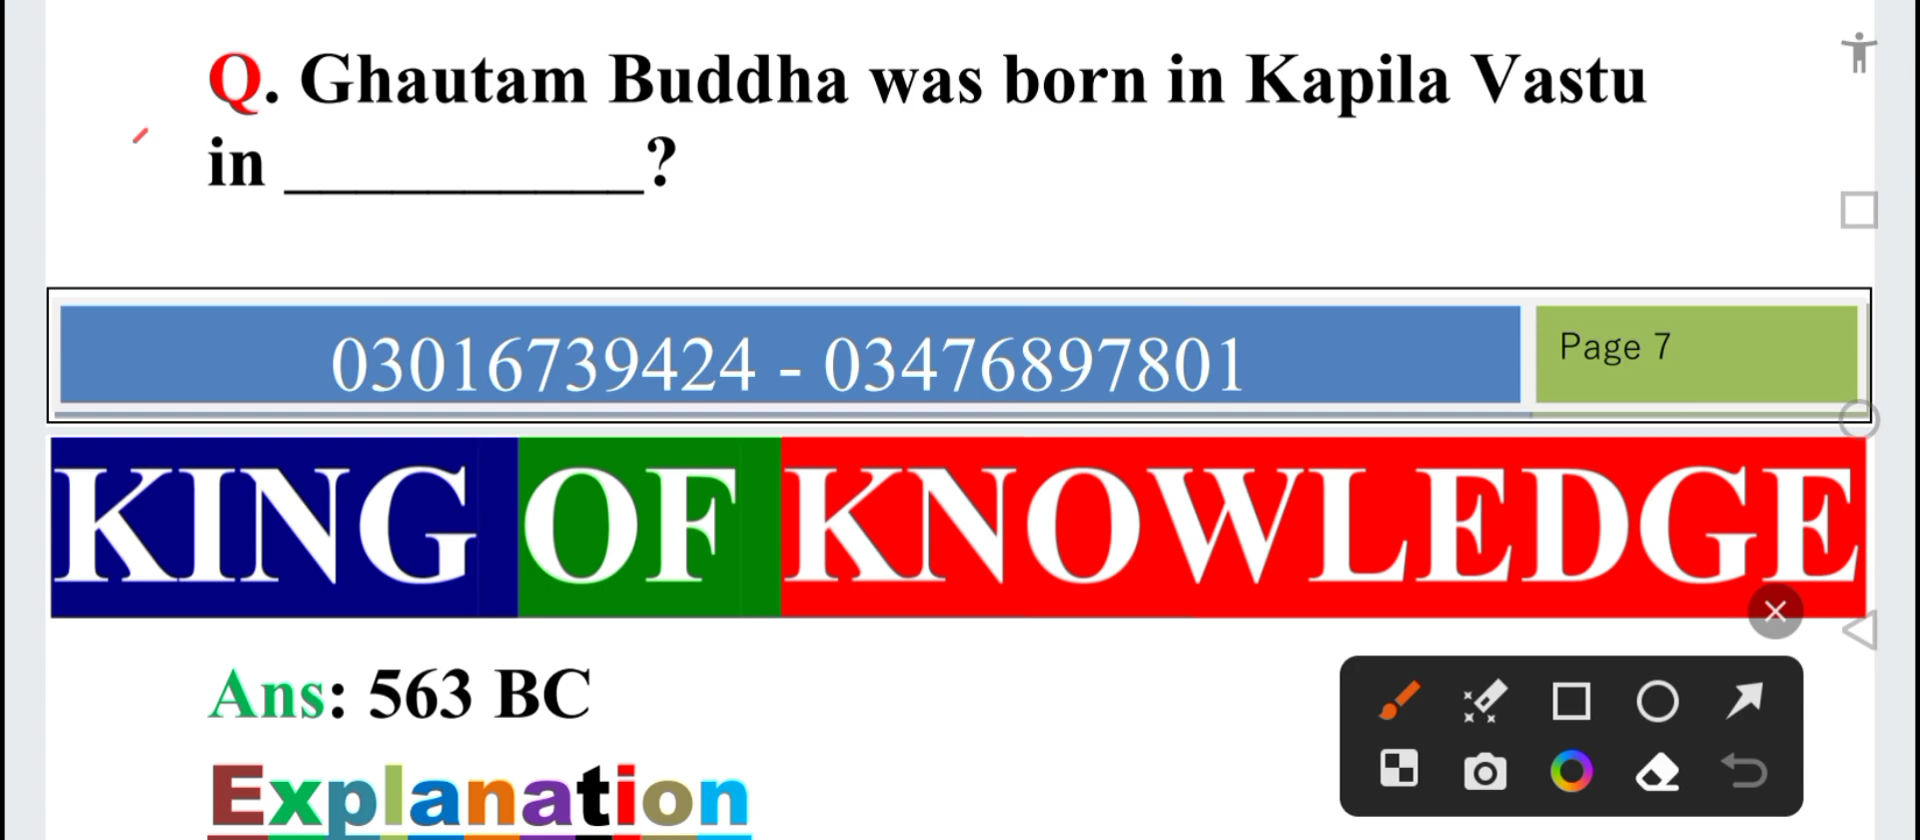 Q. Ghautam Buddha was born in Kapila Vastu
in __________?
03016739424 - 03476897801
Page 7
KING OF KNOWLEDGE
Ans: 563 BC
Explanation